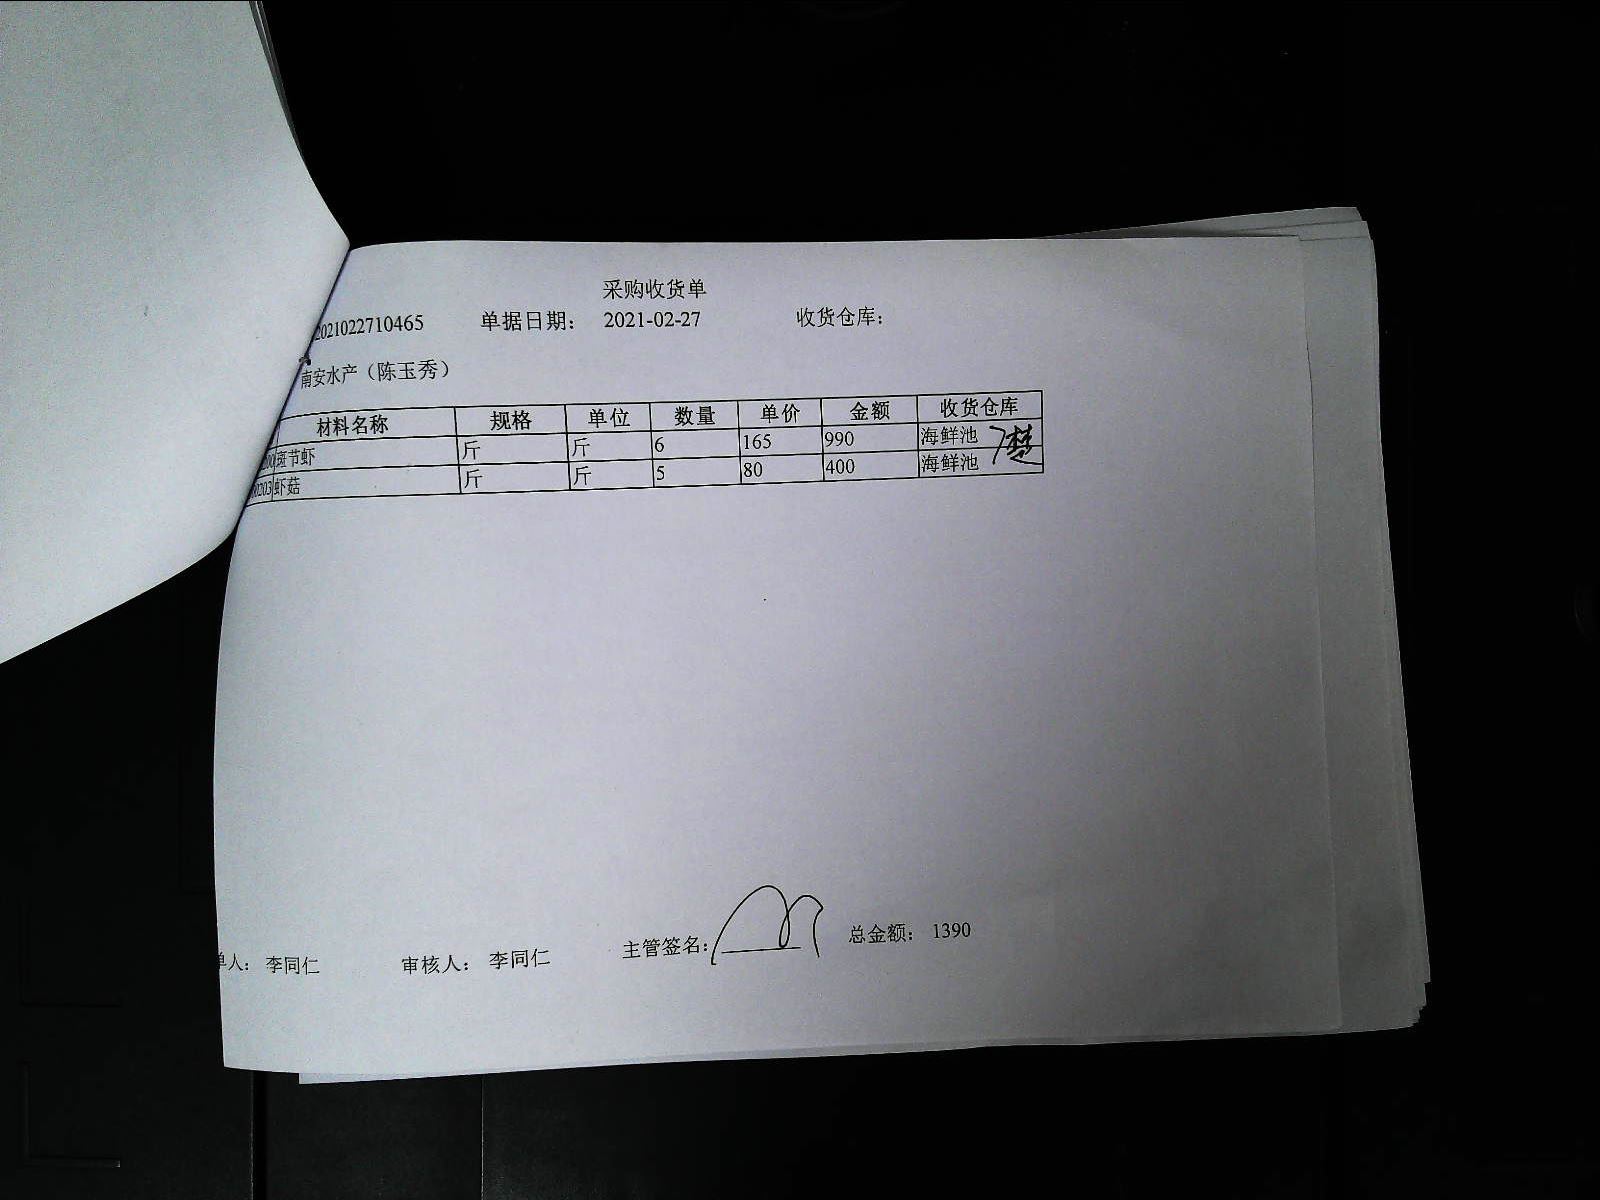 采购收货单
2021022710465 单据日期： 2021-02-27 收货仓库：
南安水产（陈玉秀）
材料名称 规格 单位 数量 单价 金额 收货仓库
斑节虾 斤 斤 6 165 990 海鲜池
00203 虾菇 斤 斤 5 80 400 海鲜池
单人： 李同仁 审核人： 李同仁 主管签名： 总金额： 1390